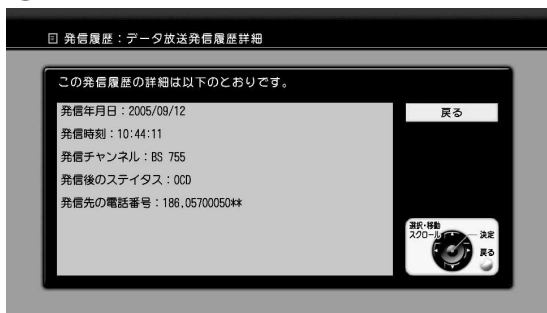 発信履歴：データ放送発信履歴詳細
この発信履歴の詳細は以下のとおりです。
発信年月日：2005/09/12
発信時刻：10:44:11
発信チャンネル：BS 755
発信後のステイタス：0CD
発信先の電話番号：186,05700050**
戻る
選択・移動
スクロール
決定
戻る